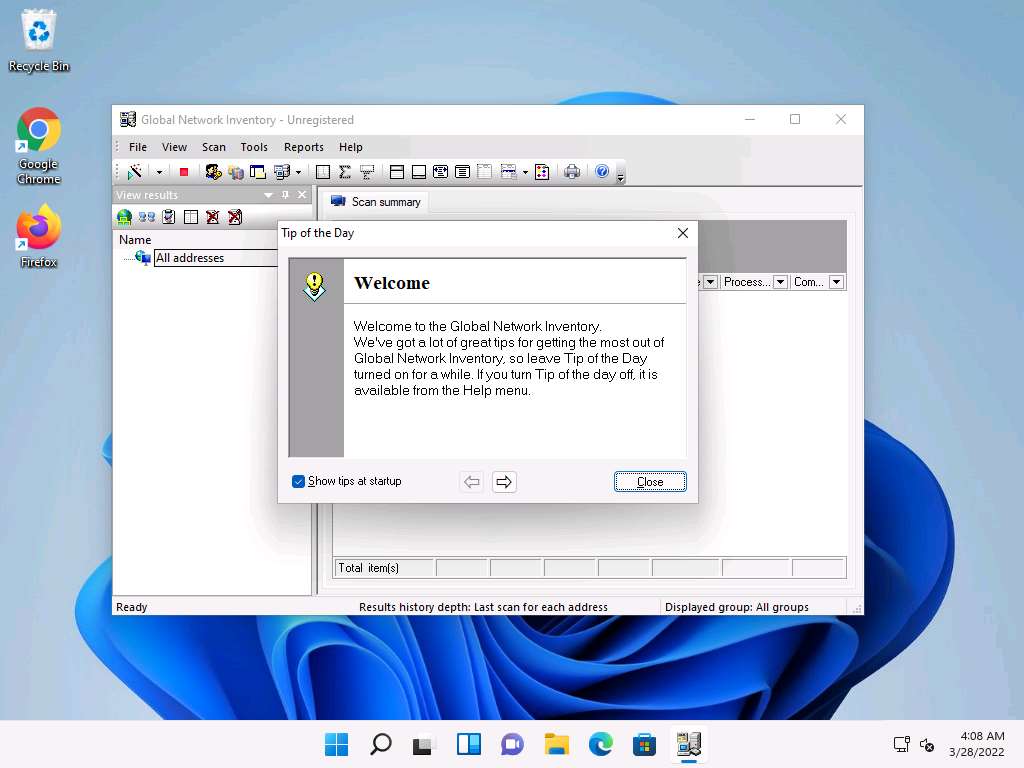 Recycle Bin
Google
Chrome
Firefox
Global Network Inventory - Unregistered
File View Scan Tools Reports Help
View results
Scan summary
Name
All addresses
Tip of the Day
Process... Com...
Welcome
Welcome to the Global Network Inventory.
We've got a lot of great tips for getting the most out of
Global Network Inventory, so leave Tip of the Day
turned on for a while. If you turn Tip of the day off, it is
available from the Help menu.
Show tips at startup
Close
Total item(s)
Ready
Results history depth: Last scan for each address
Displayed group: All groups
4:08 AM
3/28/2022